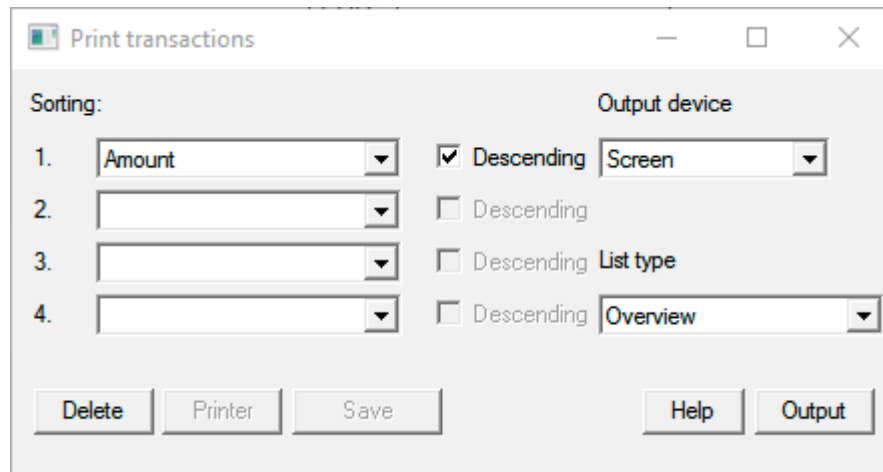 Print transactions
Sorting: Output device
1. Amount Descending Screen
2. Descending
3. Descending List type
4. Descending Overview
Delete Printer Save Help Output